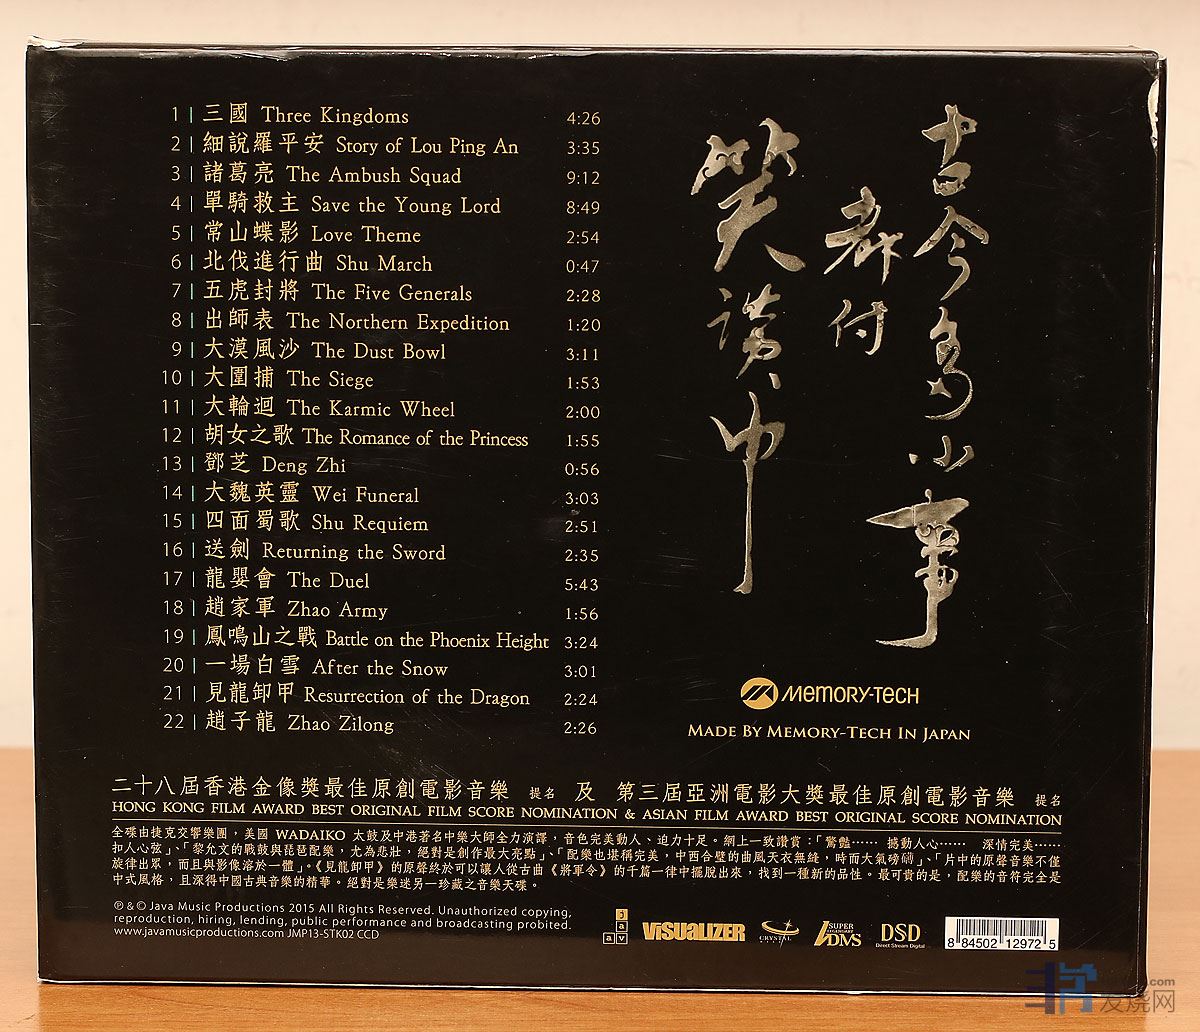 1 | 三國 Three Kingdoms 4:26
2 | 細說羅平安 Story of Lou Ping An 3:35
3 | 諸葛亮 The Ambush Squad 9:12
4 | 單騎救主 Save the Young Lord 8:49
5 | 常山蝶影 Love Theme 2:54
6 | 北伐進行曲 Shu March 0:47
7 | 五虎封將 The Five Generals 2:28
8 | 出師表 The Northern Expedition 1:20
9 | 大漠風沙 The Dust Bowl 3:11
10 | 大圍捕 The Siege 1:53
11 | 大輪迴 The Karmic Wheel 2:00
12 | 胡女之歌 The Romance of the Princess 1:55
13 | 鄧芝 Deng Zhi 0:56
14 | 大魏英靈 Wei Funeral 3:03
15 | 四面蜀歌 Shu Requiem 2:51
16 | 送劍 Returning the Sword 2:35
17 | 龍嬰會 The Duel 5:43
18 | 趙家軍 Zhao Army 1:56
19 | 鳳鳴山之戰 Battle on the Phoenix Height 3:24
20 | 一場白雪 After the Snow 3:01
21 | 見龍卸甲 Resurrection of the Dragon 2:24
22 | 趙子龍 Zhao Zilong 2:26
古今多少事
都付
笑談中
MEMORY-TECH
MADE BY MEMORY-TECH IN JAPAN
二十八屆香港金像獎最佳原創電影音樂 提名 及 第三屆亞洲電影大獎最佳原創電影音樂 提名
HONG KONG FILM AWARD BEST ORIGINAL FILM SCORE NOMINATION & ASIAN FILM AWARD BEST ORIGINAL SCORE NOMINATION
全碟由捷克交響樂團，美國 WADAIKO 太鼓及中港著名中樂大師全力演譯，音色完美動人、迫力十足。網上一致讚賞：「驚豔…… 撼動人心…… 深情完美……
扣人心弦」、「黎允文的戰鼓與琵琶配樂，尤為悲壯，絕對是創作最大亮點」、「配樂也堪稱完美，中西合璧的曲風天衣無縫，時而大氣磅礴」、「片中的原聲音樂不僅
旋律出眾，而且與影像溶於一體」。《見龍卸甲》的原聲終於可以讓人從古曲《將軍令》的千篇一律中擺脫出來，找到一種新的品性。最可貴的是，配樂的音符完全是
中式風格，且深得中國古典音樂的精華。絕對是樂迷另一珍藏之音樂天碟。
℗ & © Java Music Productions 2015 All Rights Reserved. Unauthorized copying,
reproduction, hiring, lending, public performance and broadcasting probited.
www.javamusicproductions.com JMP13-STK02 CCD
java
ViSUALIZER
CRYSTAL
SUPER
ADMS
DSD
Direct Stream Digital
8 84502 12972 5
.com
发烧网